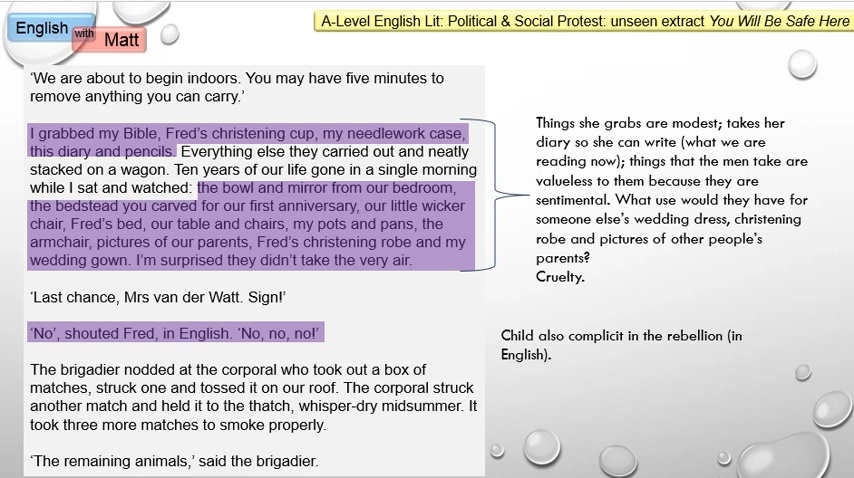 English with Matt
A-Level English Lit: Political & Social Protest: unseen extract You Will Be Safe Here
‘We are about to begin indoors. You may have five minutes to
remove anything you can carry.’
I grabbed my Bible, Fred’s christening cup, my needlework case,
this diary and pencils. Everything else they carried out and neatly
stacked on a wagon. Ten years of our life gone in a single morning
while I sat and watched: the bowl and mirror from our bedroom,
the bedstead you carved for our first anniversary, our little wicker
chair, Fred’s bed, our table and chairs, my pots and pans, the
armchair, pictures of our parents, Fred’s christening robe and my
wedding gown. I’m surprised they didn’t take the very air.
‘Last chance, Mrs van der Watt. Sign!’
‘No’, shouted Fred, in English. ‘No, no, no!’
The brigadier nodded at the corporal who took out a box of
matches, struck one and tossed it on our roof. The corporal struck
another match and held it to the thatch, whisper-dry midsummer. It
took three more matches to smoke properly.
‘The remaining animals,’ said the brigadier.
Things she grabs are modest; takes her
diary so she can write (what we are
reading now); things that the men take are
valueless to them because they are
sentimental. What use would they have for
someone else’s wedding dress, christening
robe and pictures of other people’s
parents?
Cruelty.
Child also complicit in the rebellion (in
English).